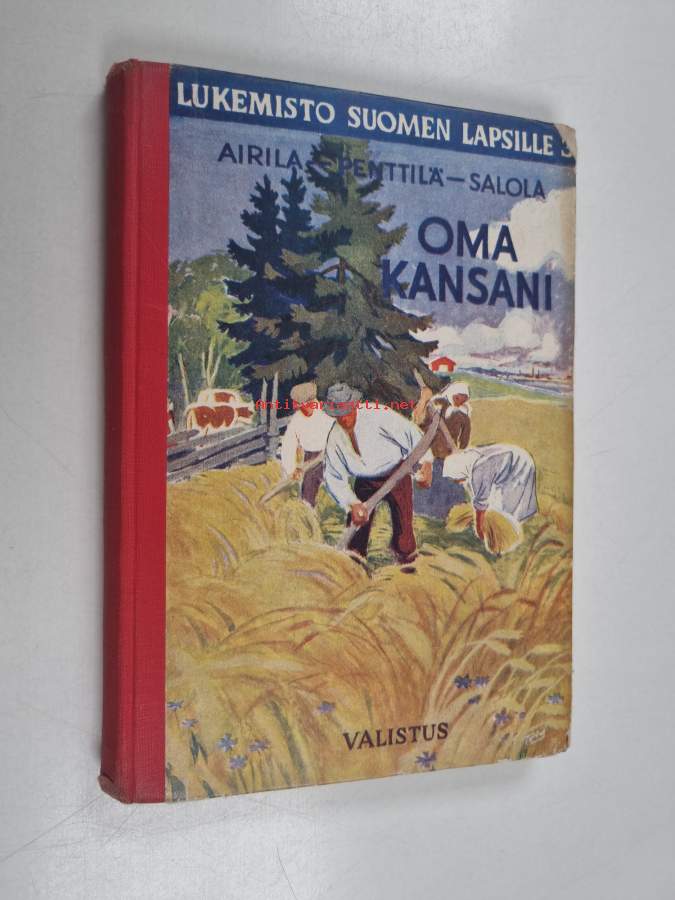 LUKEMISTO SUOMEN LAPSILLE 3
AIRILA – PENTTILÄ – SALOLA
OMA
KANSANI
Antikvariaatti.net
VALISTUS